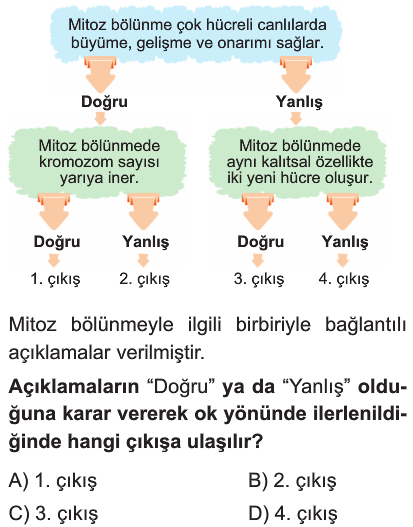 Mitoz bölünme çok hücreli canlılarda
büyüme, gelişme ve onarımı sağlar.
Doğru
Yanlış
Mitoz bölünmede
kromozom sayısı
yarıya iner.
Mitoz bölünmede
aynı kalıtsal özellikte
iki yeni hücre oluşur.
Doğru
Yanlış
Doğru
Yanlış
1. çıkış
2. çıkış
3. çıkış
4. çıkış
Mitoz bölünmeyle ilgili birbiriyle bağlantılı
açıklamalar verilmiştir.
Açıklamaların “Doğru” ya da “Yanlış” oldu-
ğuna karar vererek ok yönünde ilerlenildi-
ğinde hangi çıkışa ulaşılır?
A) 1. çıkış
B) 2. çıkış
C) 3. çıkış
D) 4. çıkış